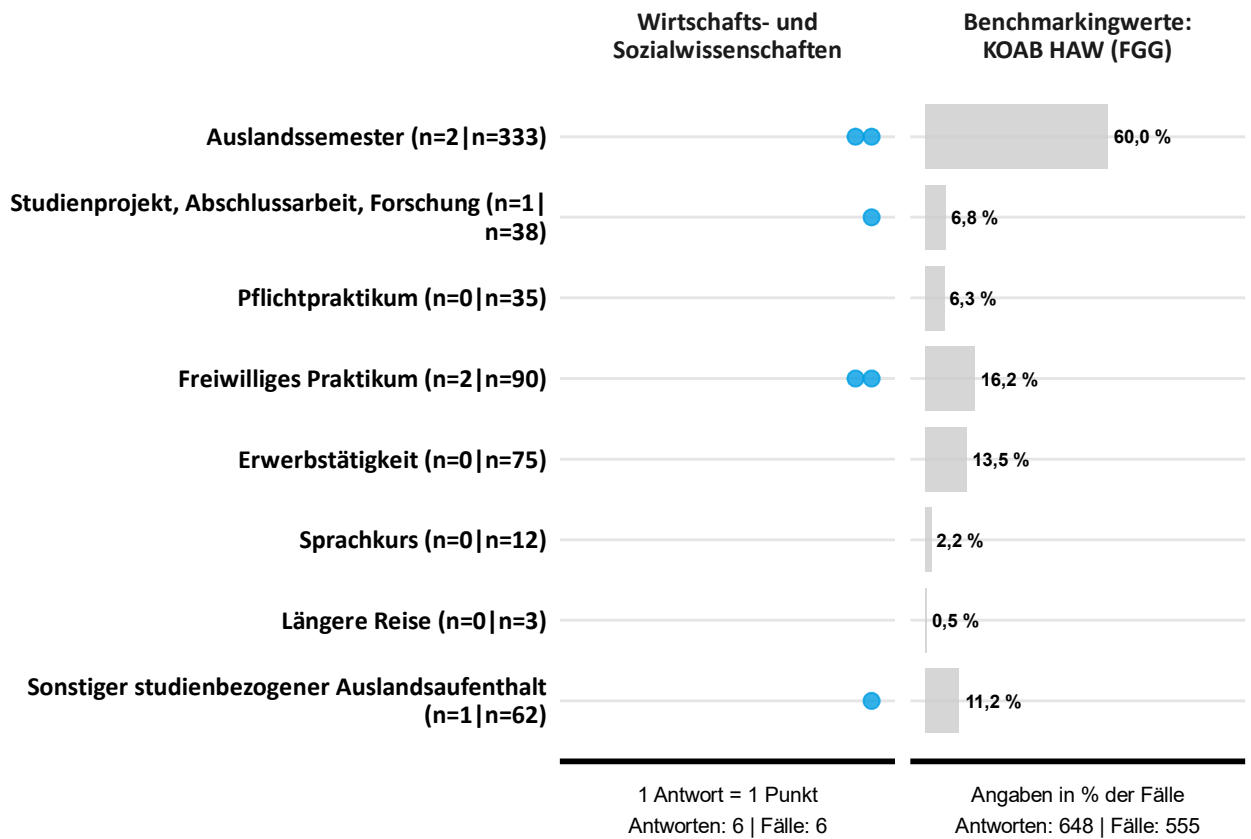 Wirtschafts- und
Sozialwissenschaften
Benchmarkingwerte:
KOAB HAW (FGG)
Auslandssemester (n=2|n=333)
60,0 %
Studienprojekt, Abschlussarbeit, Forschung (n=1|
n=38)
6,8 %
Pflichtpraktikum (n=0|n=35)
6,3 %
Freiwilliges Praktikum (n=2|n=90)
16,2 %
Erwerbstätigkeit (n=0|n=75)
13,5 %
Sprachkurs (n=0|n=12)
2,2 %
Längere Reise (n=0|n=3)
0,5 %
Sonstiger studienbezogener Auslandsaufenthalt
(n=1|n=62)
11,2 %
1 Antwort = 1 Punkt
Antworten: 6 | Fälle: 6
Angaben in % der Fälle
Antworten: 648 | Fälle: 555